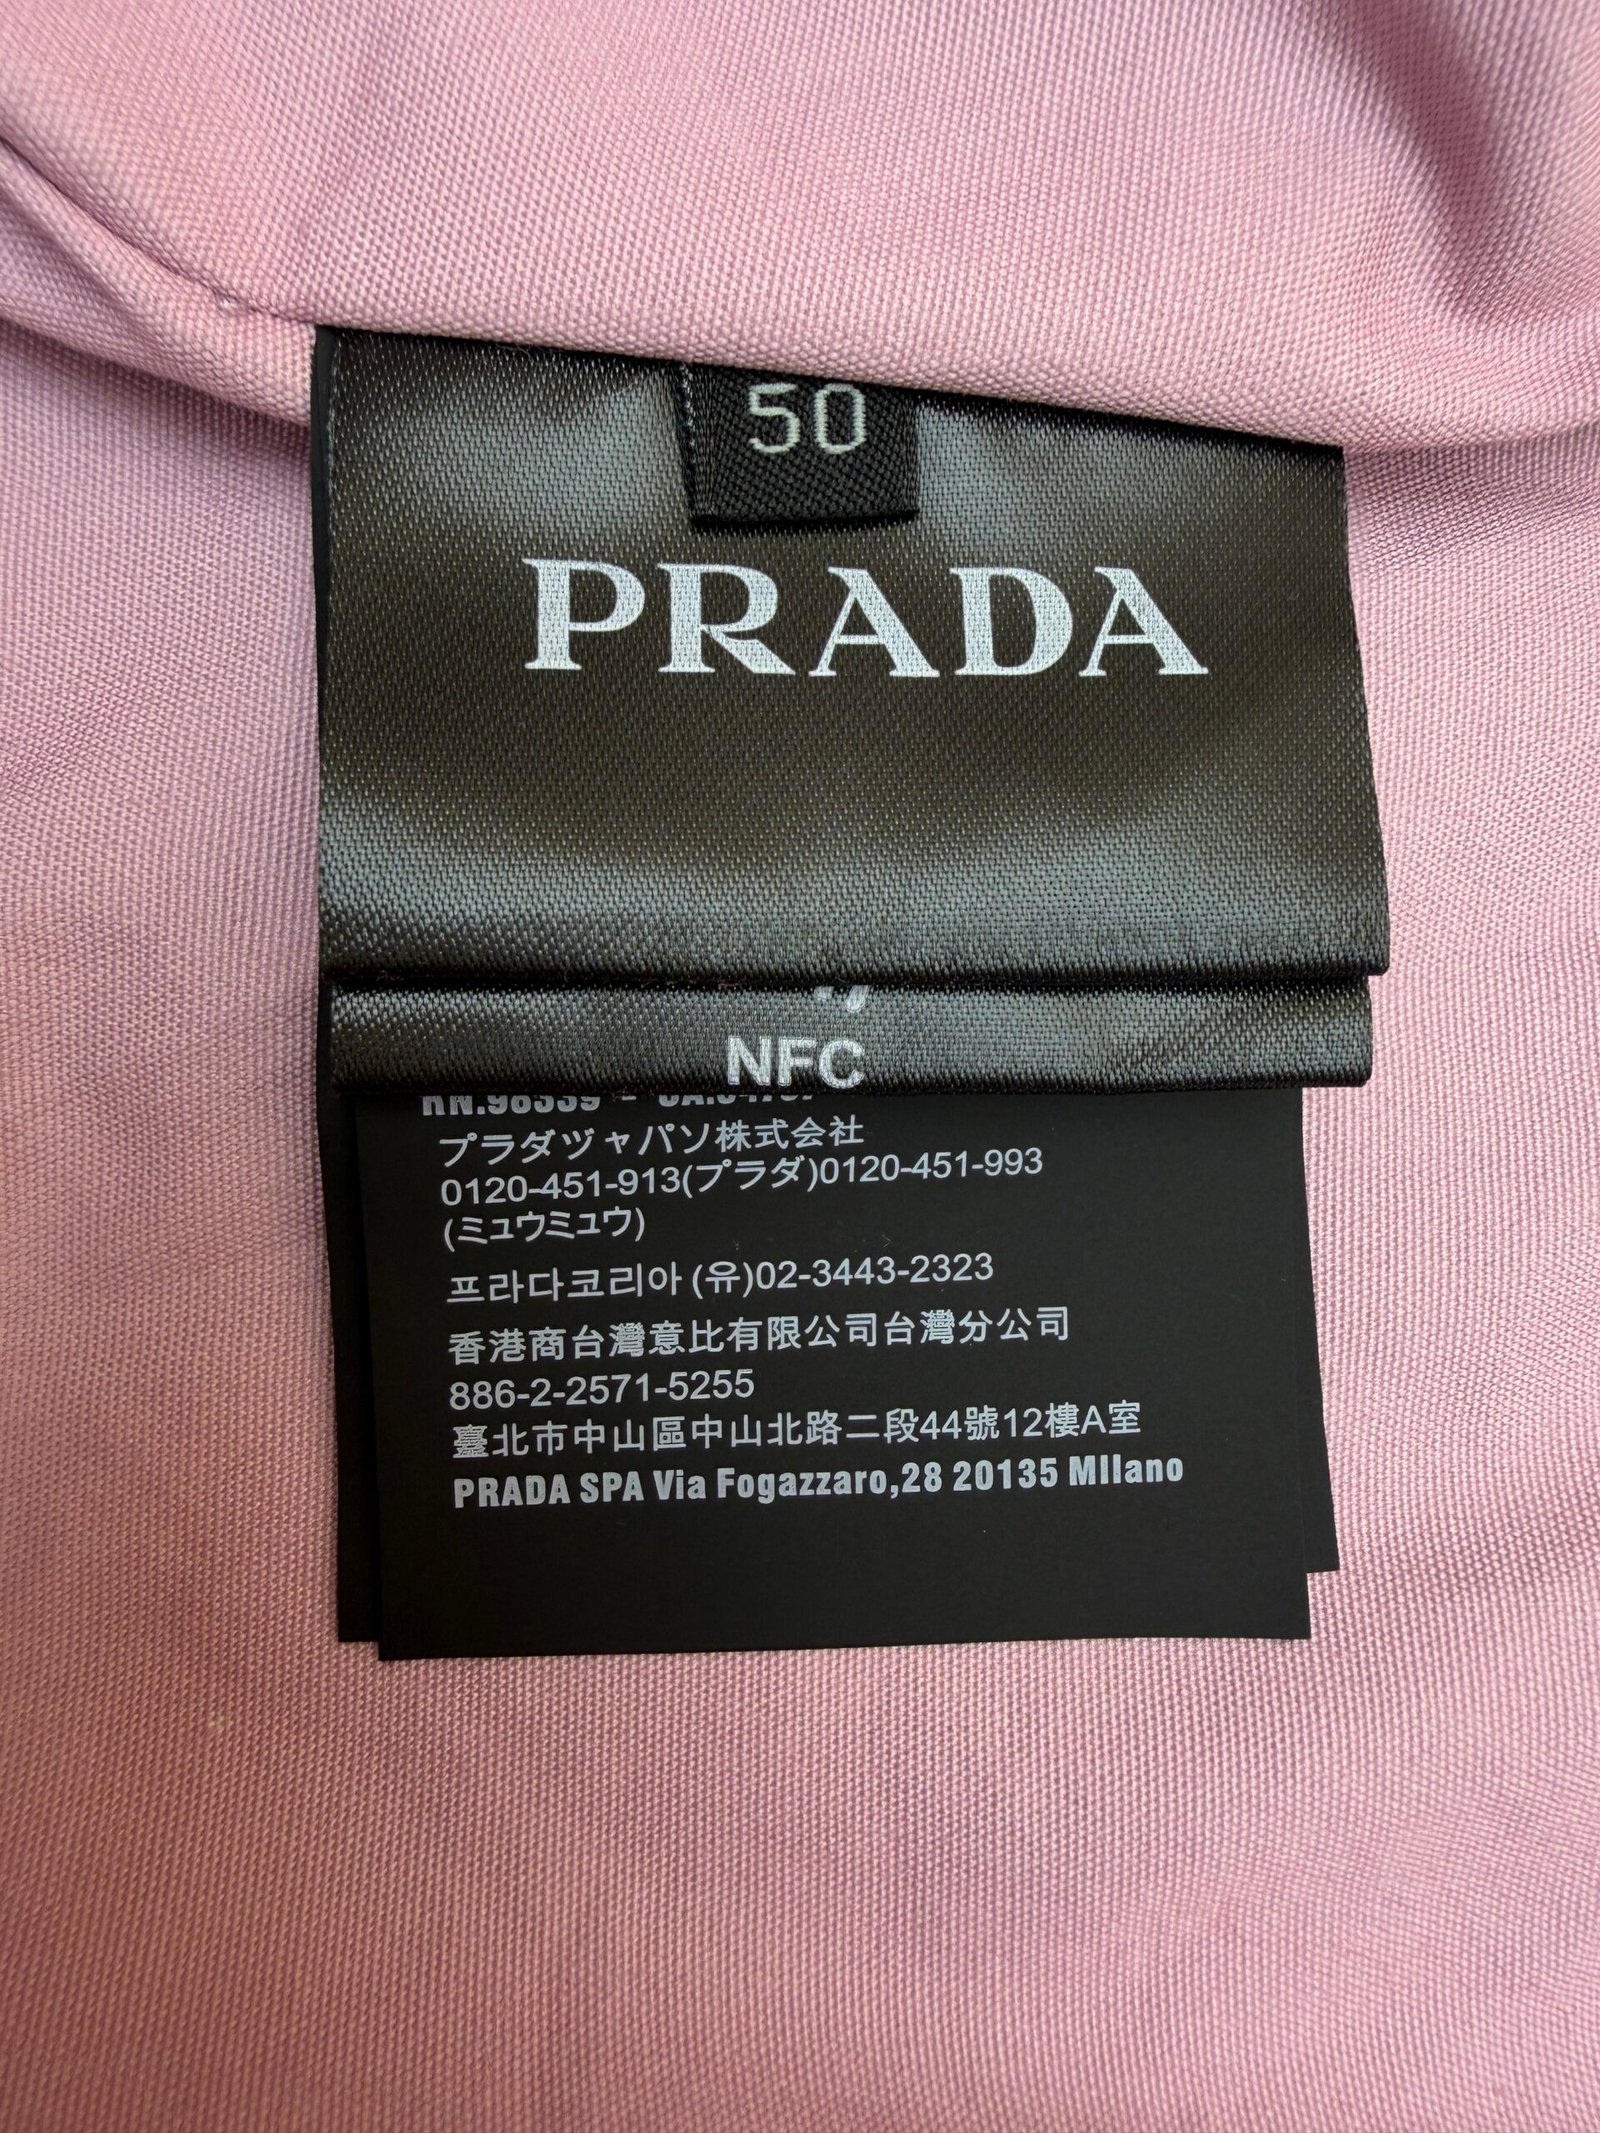 50
PRADA
NFC
RN.98339 -
プラダヅャパソ株式会社
0120-451-913(プラダ)0120-451-993
(ミュウミュウ)
프라다코리아 (유)02-3443-2323
香港商台灣意比有限公司台灣分公司
886-2-2571-5255
臺北市中山區中山北路二段44號12樓A室
PRADA SPA Via Fogazzaro,28 20135 MIlano